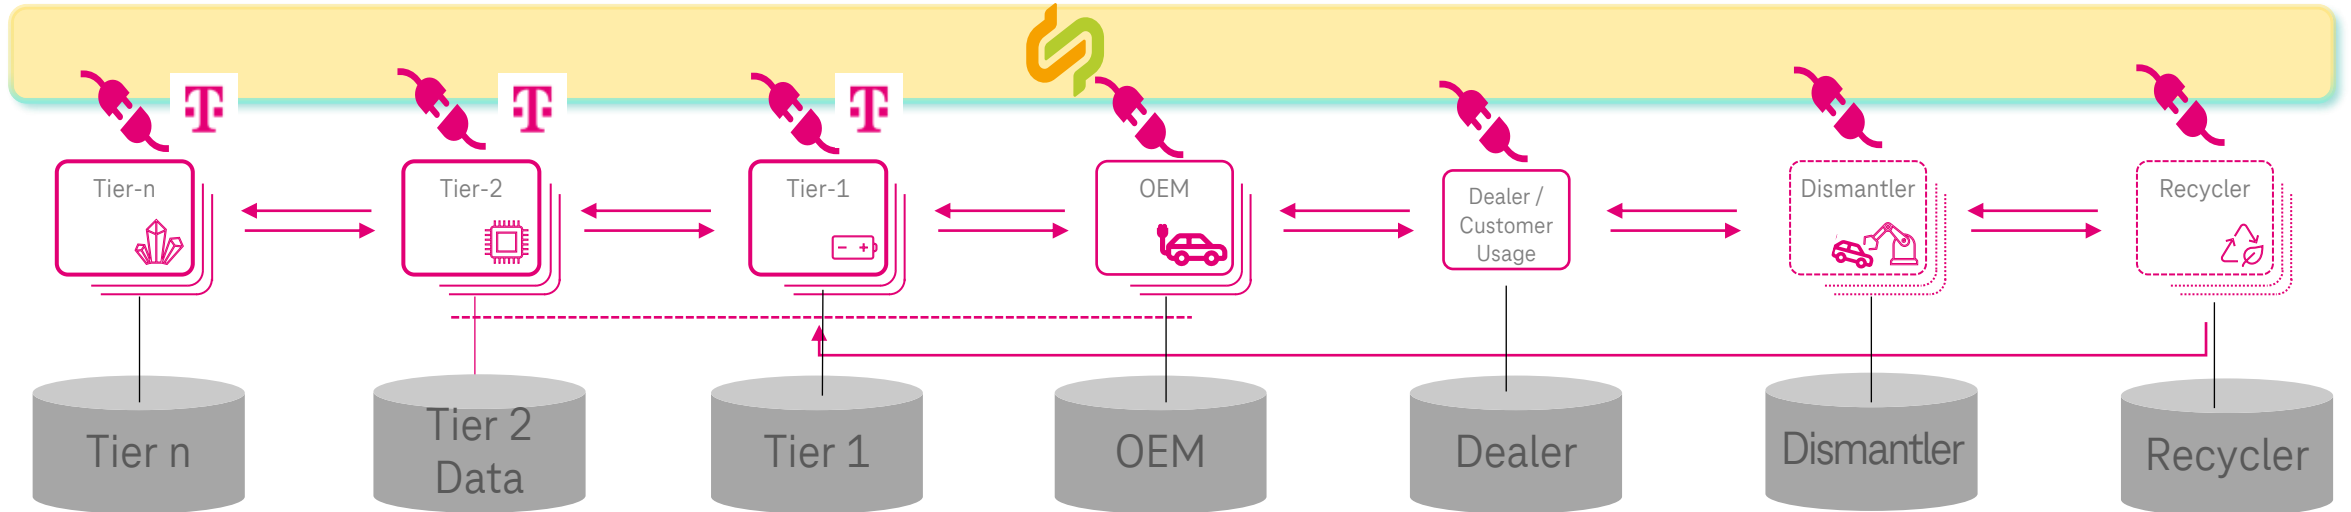 T
T
T
Tier-n
Tier-2
Tier-1
OEM
Dealer /
Customer
Usage
Dismantler
Recycler
Tier n
Tier 2
Data
Tier 1
OEM
Dealer
Dismantler
Recycler